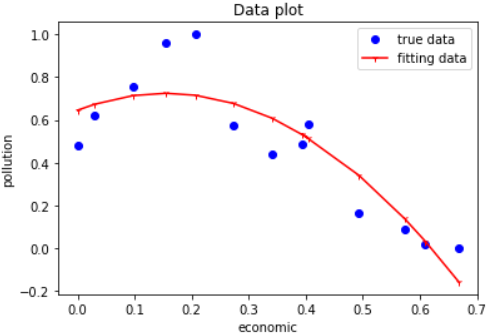 Data plot
true data
fitting data
1.0
0.8
0.6
0.4
0.2
0.0
−0.2
pollution
0.0 0.1 0.2 0.3 0.4 0.5 0.6 0.7
economic